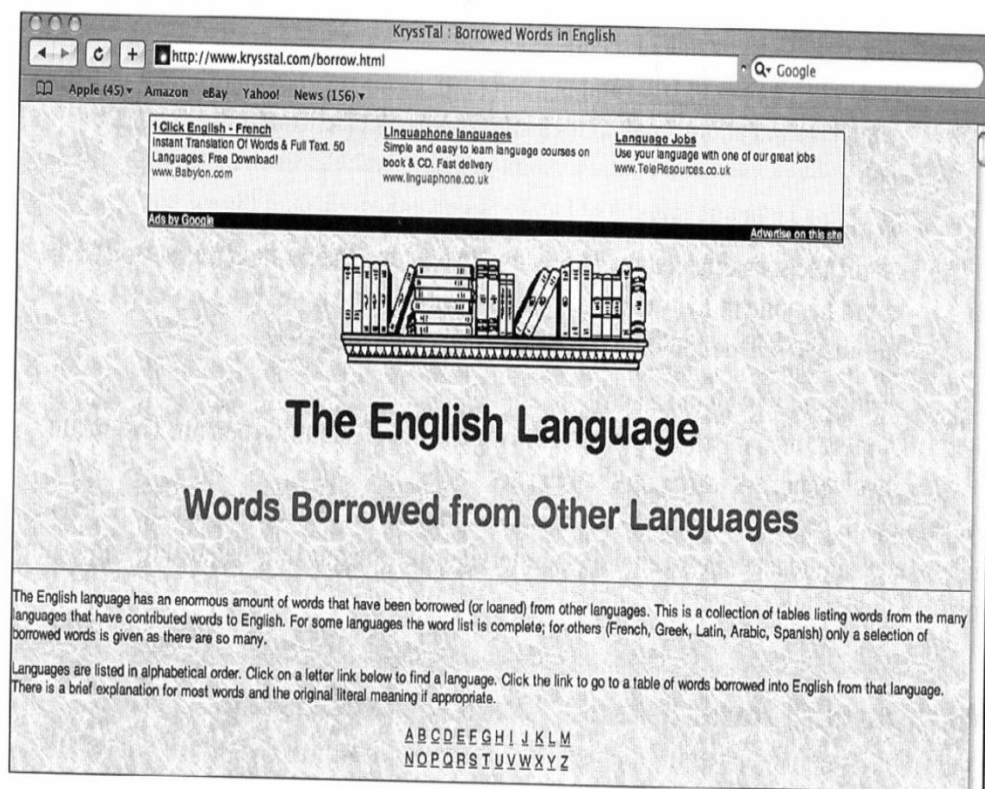 KryssTal : Borrowed Words in English
http://www.krysstal.com/borrow.html
Google
Apple (45)
Amazon
eBay
Yahoo!
News (156)
1 Click English - French
Instant Translation Of Words & Full Text. 50
Languages. Free Download!
www.Babylon.com
Linguaphone languages
Simple and easy to learn language courses on
book & CD. Fast delivery
www.linguaphone.co.uk
Language Jobs
Use your language with one of our great jobs
www.TeleResources.co.uk
Ads by Google
Advertise on this site
The English Language
Words Borrowed from Other Languages
The English language has an enormous amount of words that have been borrowed (or loaned) from other languages. This is a collection of tables listing words from the many
languages that have contributed words to English. For some languages the word list is complete; for others (French, Greek, Latin, Arabic, Spanish) only a selection of
borrowed words is given as there are so many.
Languages are listed in alphabetical order. Click on a letter link below to find a language. Click the link to go to a table of words borrowed into English from that language.
There is a brief explanation for most words and the original literal meaning if appropriate.
A B C D E F G H I J K L M
N O P Q R S T U V W X Y Z